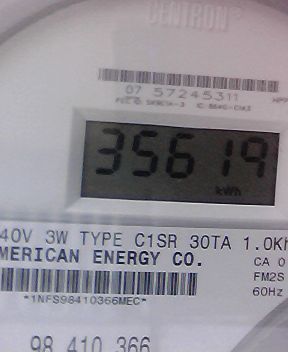 CENTRON®
07 57245311
35619
kWh
40V 3W TYPE C1SR 30TA 1.0Kh
MERICAN ENERGY CO.
CA 0
FM2S
60Hz
*1NFS98410366MEC*
98 410 366